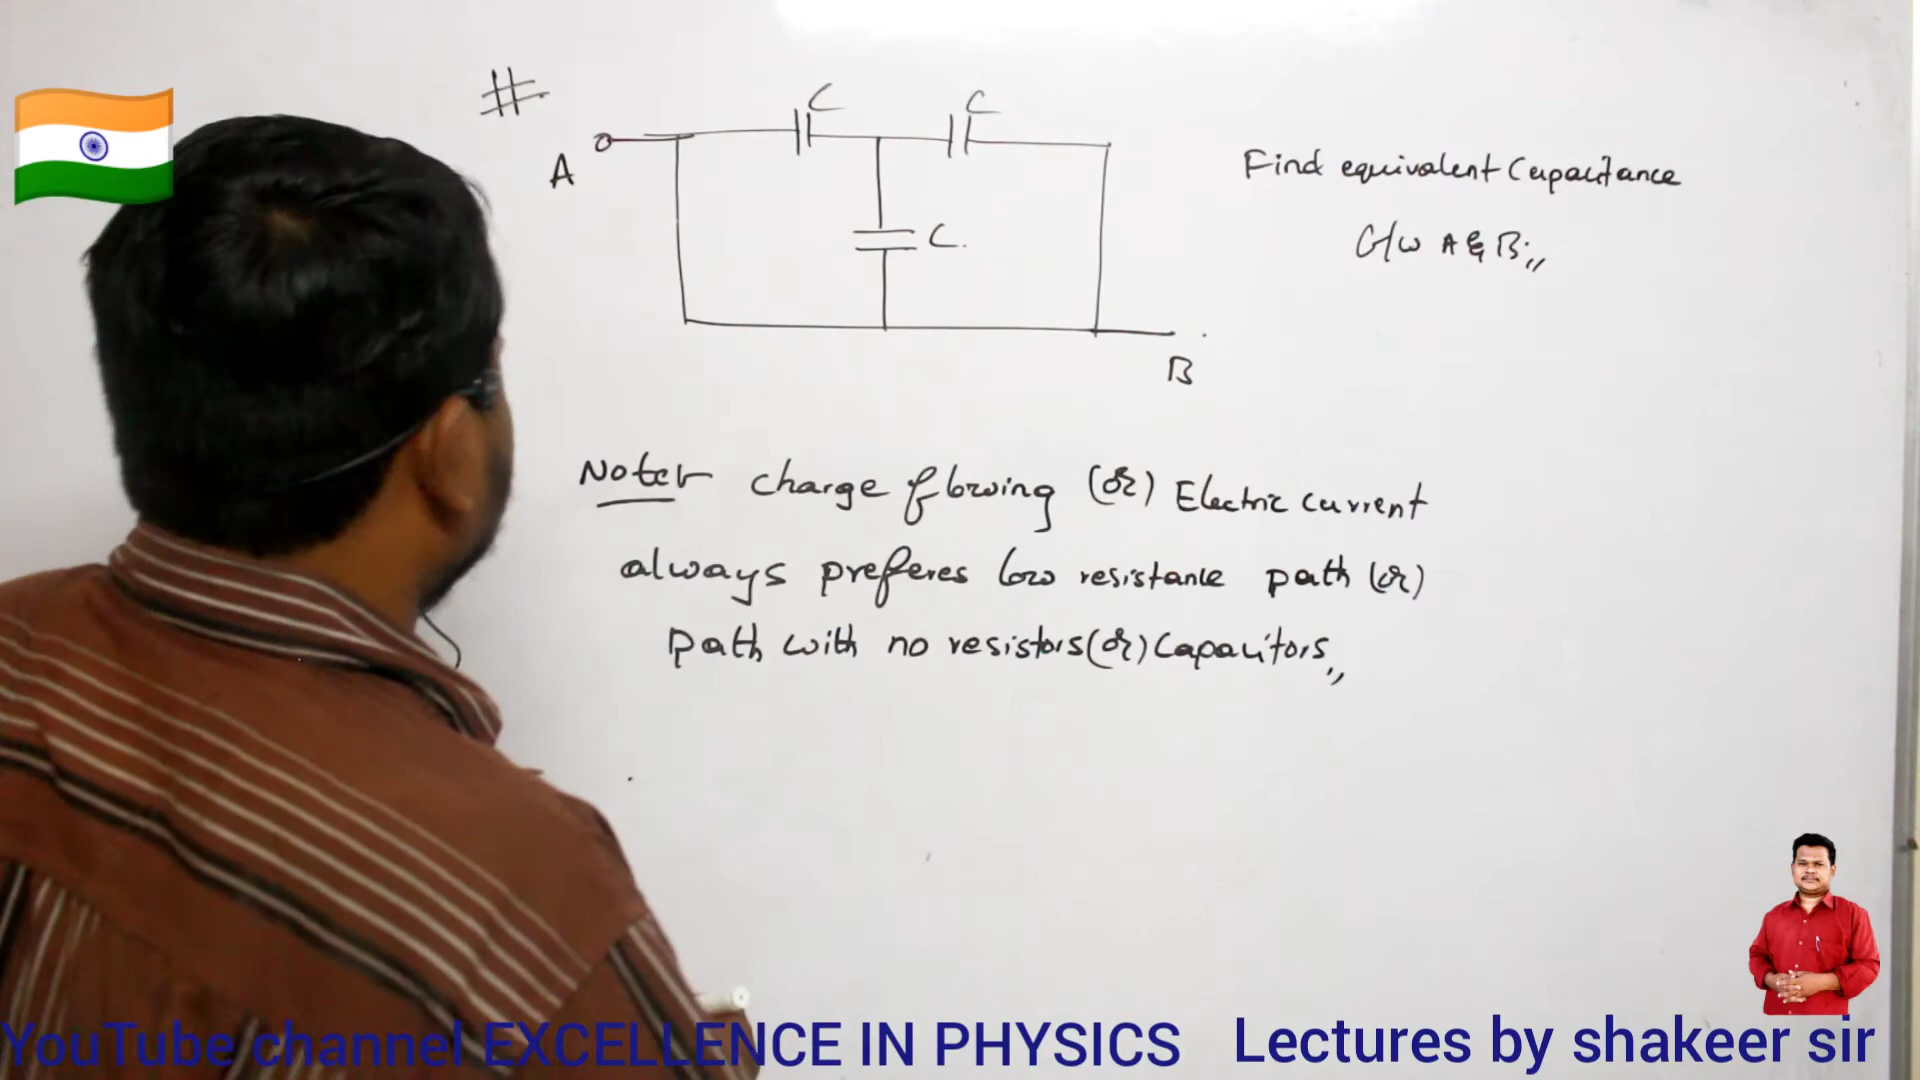 #
C
C
A
C.
B
Find equivalent Capacitance
b/w A & B.,,
Note:- charge flowing (or) Electric current
always preferes low resistance path (or)
path with no resistors (or) Capacitors,,
YouTube channel EXCELLENCE IN PHYSICS Lectures by shakeer sir